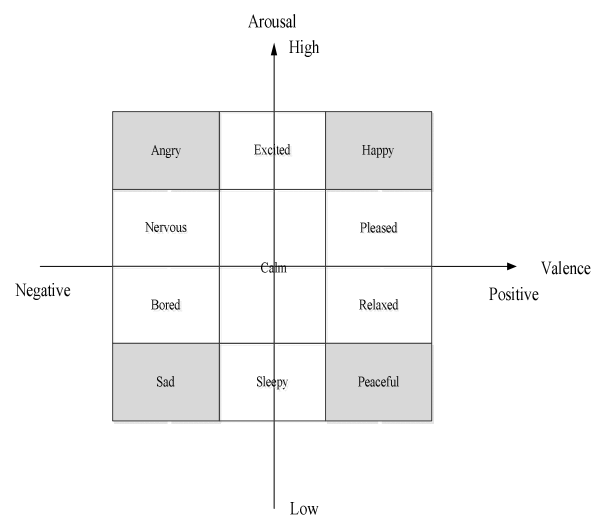 Arousal
High
Angry
Excited
Happy
Nervous
Pleased
Calm
Valence
Negative
Positive
Bored
Relaxed
Sad
Sleepy
Peaceful
Low